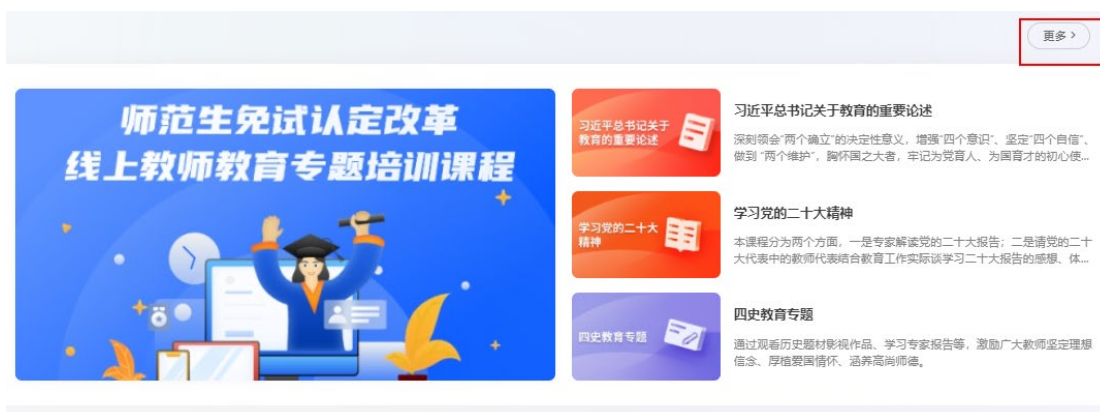 更多 >
师范生免试认定改革
线上教师教育专题培训课程
习近平总书记关于
教育的重要论述
习近平总书记关于教育的重要论述
深刻领会“两个确立”的决定性意义，增强“四个意识”、坚定“四个自信”、
做到“两个维护”，胸怀国之大者，牢记为党育人、为国育才的初心使...
学习党的二十大
精神
学习党的二十大精神
本课程分为两个方面，一是专家解读党的二十大报告；二是请党的二十
大代表中的教师代表结合教育工作实际谈学习二十大报告的感想、体...
四史教育专题
四史教育专题
通过观看历史题材影视作品、学习专家报告等，激励广大教师坚定理想
信念、厚植爱国情怀、涵养高尚师德。